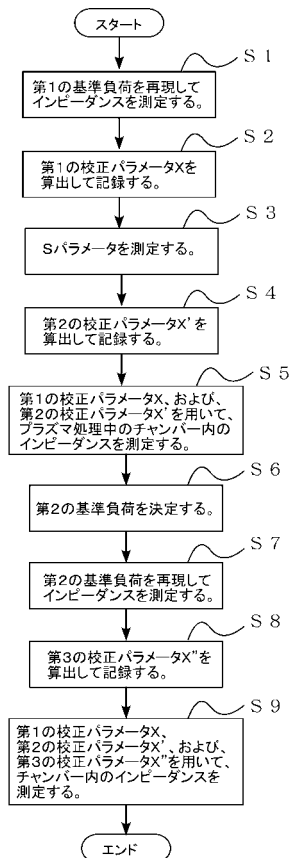 スタート
S 1
第1の基準負荷を再現して
インピーダンスを測定する。
S 2
第1の校正パラメータXを
算出して記録する。
S 3
Sパラメータを測定する。
S 4
第2の校正パラメータX'を
算出して記録する。
S 5
第1の校正パラメータX、および、
第2の校正パラメータX'を用いて、
プラズマ処理中のチャンバー内の
インピーダンスを測定する。
S 6
第2の基準負荷を決定する。
S 7
第2の基準負荷を再現して
インピーダンスを測定する。
S 8
第3の校正パラメータX"を
算出して記録する。
S 9
第1の校正パラメータX、
第2の校正パラメータX'、および、
第3の校正パラメータX"を用いて、
チャンバー内のインピーダンスを
測定する。
エンド